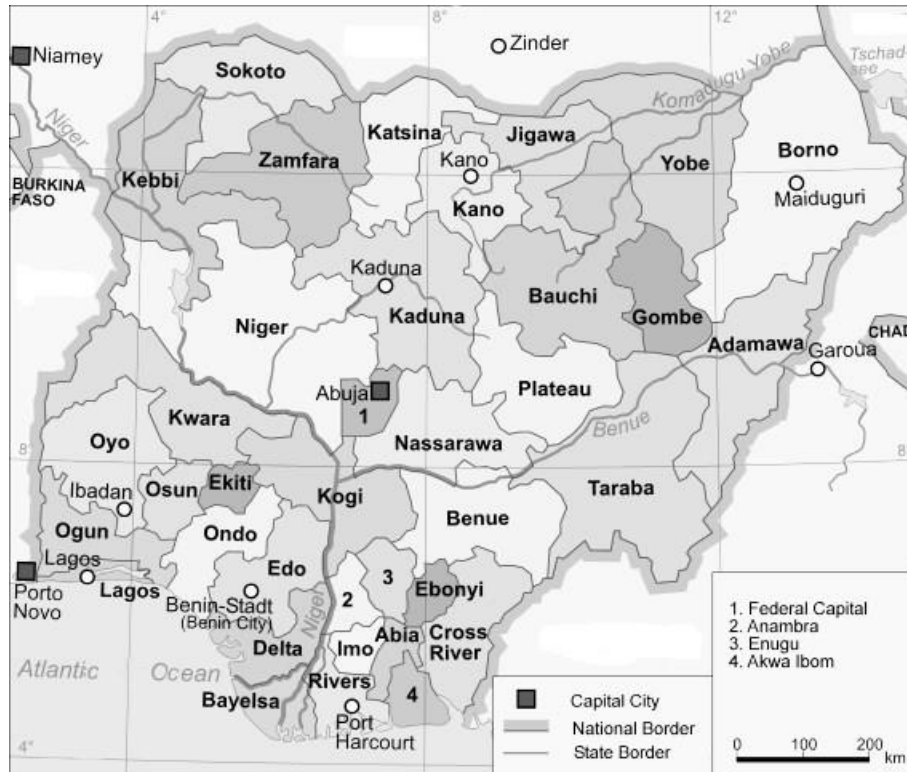 4°
8°
12°
Niamey
Zinder
Tschad-
see
Sokoto
Komadugu Yobe
Niger
Katsina
Jigawa
Zamfara
Kano
Yobe
Borno
BURKINA
FASO
Kebbi
Kano
Maiduguri
Kaduna
Bauchi
Niger
Kaduna
Gombe
CHAD
Adamawa
Garoua
Abuja
Plateau
1
Kwara
Benue
Oyo
Nassarawa
8°
Ibadan
Osun
Ekiti
Kogi
Taraba
Benue
Ogun
Ondo
Lagos
Edo
3
Ebonyi
Porto
Novo
Lagos
Benin-Stadt
(Benin City)
Niger
2
Abia
Cross
River
Delta
Imo
Atlantic
Ocean
Bayelsa
Rivers
4
Port
Harcourt
4°
1. Federal Capital
2. Anambra
3. Enugu
4. Akwa Ibom
Capital City
National Border
State Border
0 100 200
km